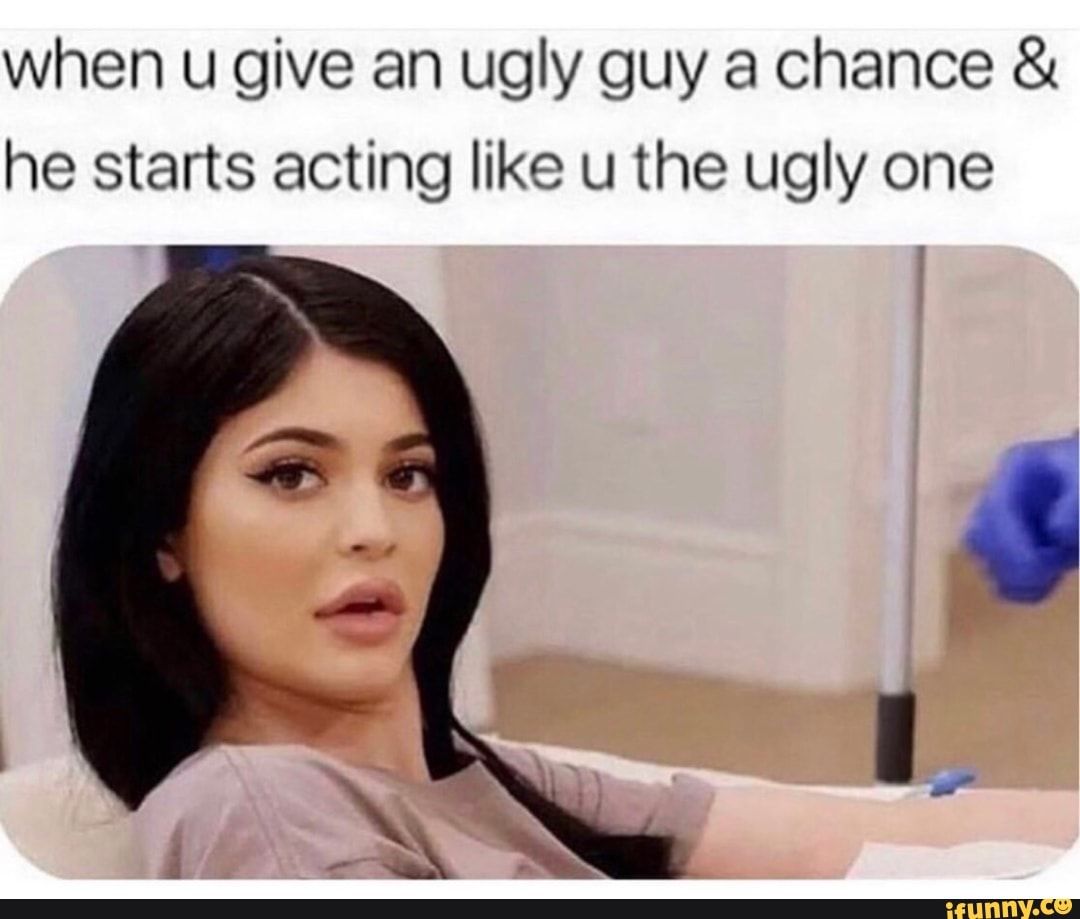 when u give an ugly guy a chance &
he starts acting like u the ugly one
ifunny.co